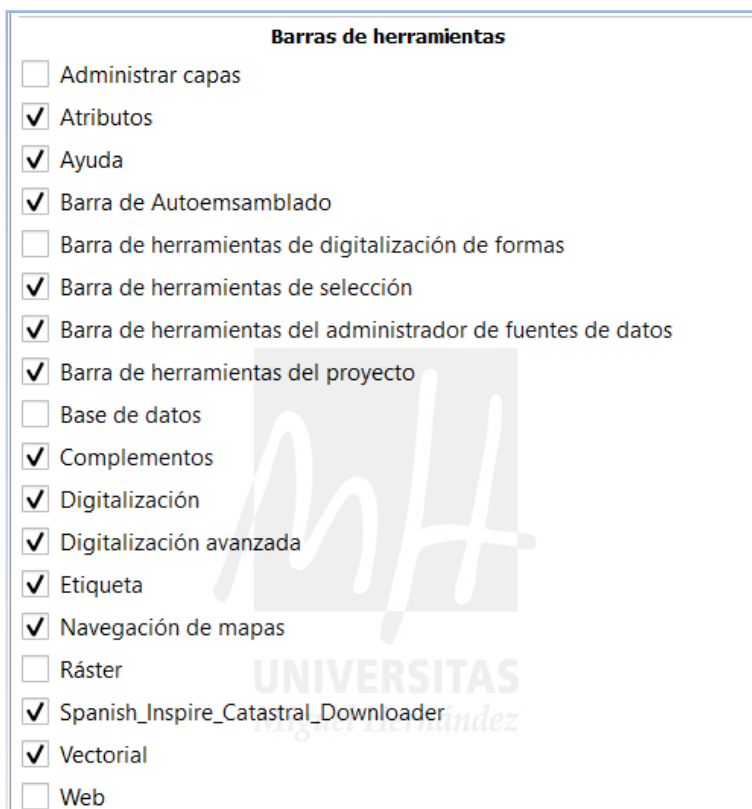 Barras de herramientas
Administrar capas
Atributos
Ayuda
Barra de Autoemsamblado
Barra de herramientas de digitalización de formas
Barra de herramientas de selección
Barra de herramientas del administrador de fuentes de datos
Barra de herramientas del proyecto
Base de datos
Complementos
Digitalización
Digitalización avanzada
Etiqueta
Navegación de mapas
Ráster
UNIVERSITAS
Spanish_Inspire_Catastral_Downloader
Miguel Hernández
Vectorial
Web